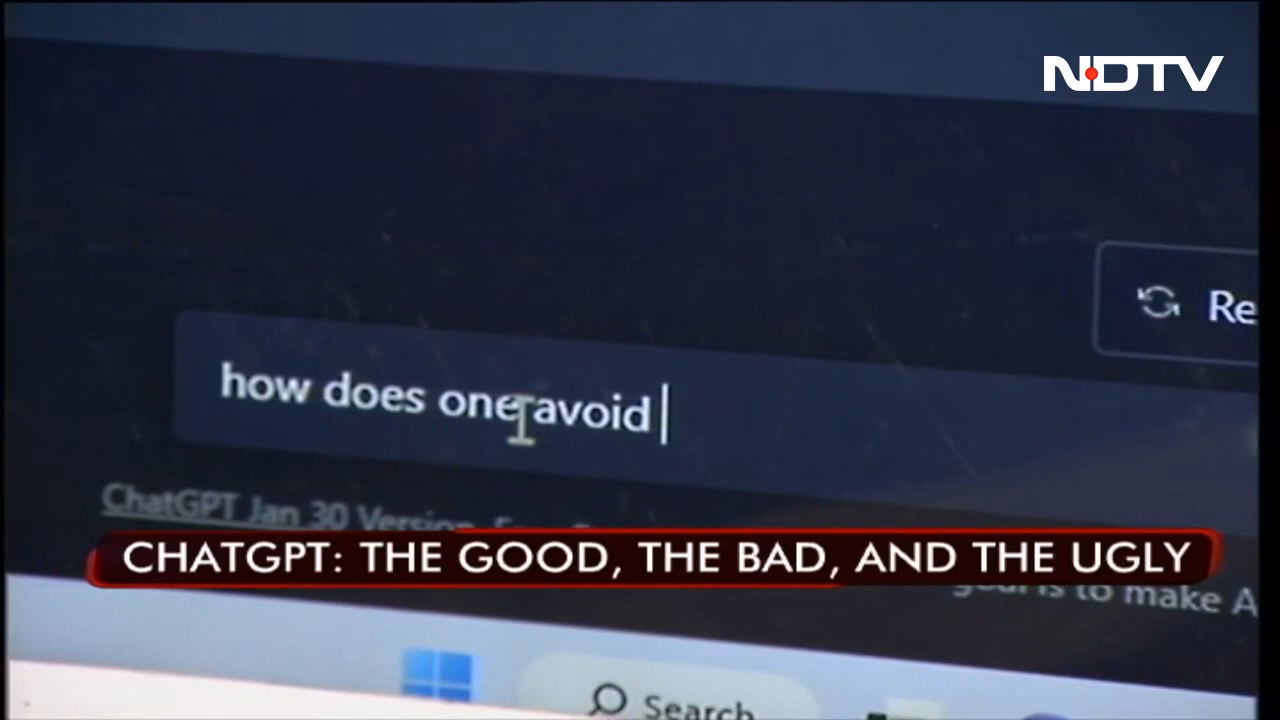 NDTV
Re
how does one avoid
ChatGPT Jan 30 Version.
CHATGPT: THE GOOD, THE BAD, AND THE UGLY
goal is to make A
Search